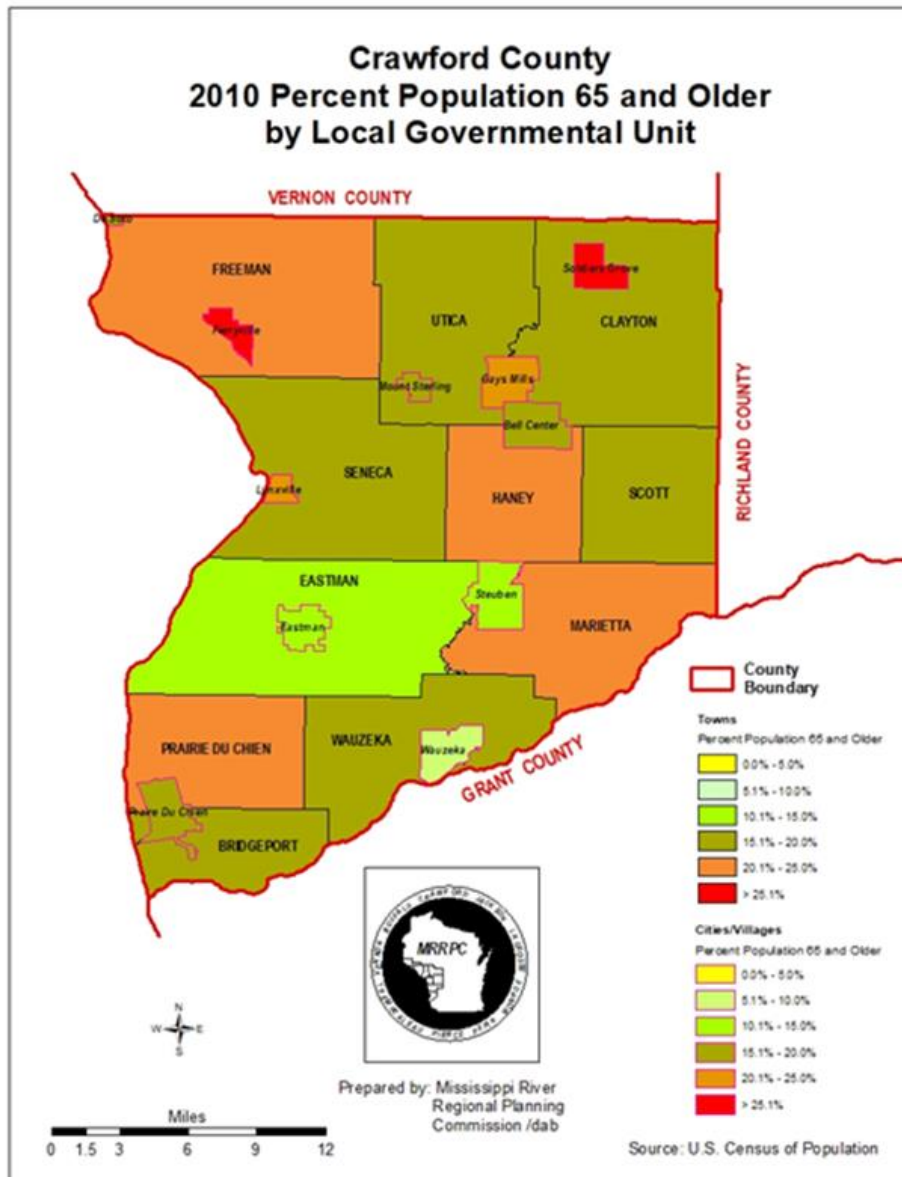 Crawford County
2010 Percent Population 65 and Older
by Local Governmental Unit
VERNON COUNTY
De Soto
FREEMAN
Soldiers Grove
Ferryville
UTICA
CLAYTON
Mount Sterling
Gays Mills
Bell Center
RICHLAND COUNTY
SENECA
Lynxville
HANEY
SCOTT
EASTMAN
Steuben
Eastman
MARIETTA
PRAIRIE DU CHIEN
WAUZEKA
Wauzeka
GRANT COUNTY
Prairie Du Chien
BRIDGEPORT
County
Boundary
Towns
Percent Population 65 and Older
0.0% - 5.0%
5.1% - 10.0%
10.1% - 15.0%
15.1% - 20.0%
20.1% - 25.0%
> 25.1%
Cities/Villages
Percent Population 65 and Older
0.0% - 5.0%
5.1% - 10.0%
10.1% - 15.0%
15.1% - 20.0%
20.1% - 25.0%
> 25.1%
MRRPC
N
W E
S
Prepared by: Mississippi River
Regional Planning
Commission /dab
Miles
0 1.5 3 6 9 12
Source: U.S. Census of Population